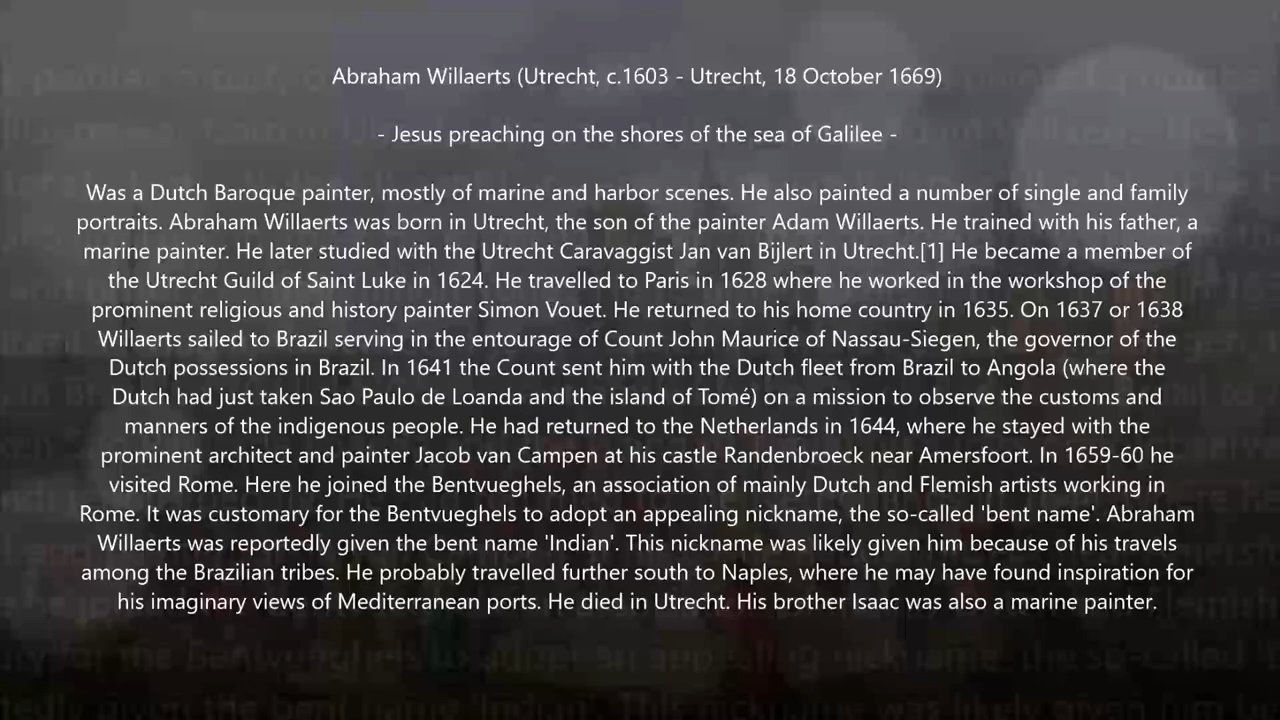 Abraham Willaerts (Utrecht, c.1603 - Utrecht, 18 October 1669)
- Jesus preaching on the shores of the sea of Galilee -
Was a Dutch Baroque painter, mostly of marine and harbor scenes. He also painted a number of single and family
portraits. Abraham Willaerts was born in Utrecht, the son of the painter Adam Willaerts. He trained with his father, a
marine painter. He later studied with the Utrecht Caravaggist Jan van Bijlert in Utrecht.[1] He became a member of
the Utrecht Guild of Saint Luke in 1624. He travelled to Paris in 1628 where he worked in the workshop of the
prominent religious and history painter Simon Vouet. He returned to his home country in 1635. On 1637 or 1638
Willaerts sailed to Brazil serving in the entourage of Count John Maurice of Nassau-Siegen, the governor of the
Dutch possessions in Brazil. In 1641 the Count sent him with the Dutch fleet from Brazil to Angola (where the
Dutch had just taken Sao Paulo de Loanda and the island of Tomé) on a mission to observe the customs and
manners of the indigenous people. He had returned to the Netherlands in 1644, where he stayed with the
prominent architect and painter Jacob van Campen at his castle Randenbroeck near Amersfoort. In 1659-60 he
visited Rome. Here he joined the Bentvueghels, an association of mainly Dutch and Flemish artists working in
Rome. It was customary for the Bentvueghels to adopt an appealing nickname, the so-called 'bent name'. Abraham
Willaerts was reportedly given the bent name 'Indian'. This nickname was likely given him because of his travels
among the Brazilian tribes. He probably travelled further south to Naples, where he may have found inspiration for
his imaginary views of Mediterranean ports. He died in Utrecht. His brother Isaac was also a marine painter.